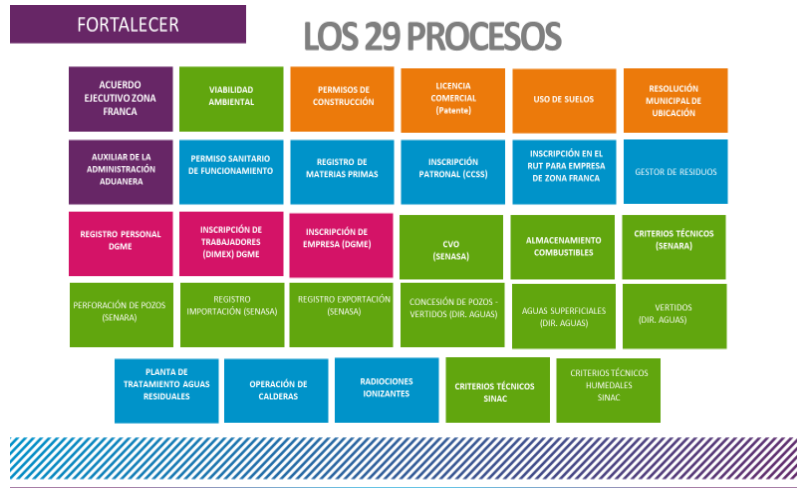 FORTALECER
LOS 29 PROCESOS
ACUERDO
EJECUTIVO ZONA
FRANCA
VIABILIDAD
AMBIENTAL
PERMISOS DE
CONSTRUCCIÓN
LICENCIA
COMERCIAL
(Patente)
USO DE SUELOS
RESOLUCIÓN
MUNICIPAL DE
UBICACIÓN
AUXILIAR DE LA
ADMINISTRACIÓN
ADUANERA
PERMISO SANITARIO
DE FUNCIONAMIENTO
REGISTRO DE
MATERIAS PRIMAS
INSCRIPCIÓN
PATRONAL (CCSS)
INSCRIPCIÓN EN EL
RUT PARA EMPRESA
DE ZONA FRANCA
GESTOR DE RESIDUOS
REGISTRO PERSONAL
DGME
INSCRIPCIÓN DE
TRABAJADORES
(DIMEX) DGME
INSCRIPCIÓN DE
EMPRESA (DGME)
CVO
(SENASA)
ALMACENAMIENTO
COMBUSTIBLES
CRITERIOS TÉCNICOS
(SENARA)
PERFORACIÓN DE POZOS
(SENARA)
REGISTRO
IMPORTACIÓN (SENASA)
REGISTRO EXPORTACIÓN
(SENASA)
CONCESIÓN DE POZOS -
VERTIDOS (DIR. AGUAS)
AGUAS SUPERFICIALES
(DIR. AGUAS)
VERTIDOS
(DIR. AGUAS)
PLANTA DE
TRATAMIENTO AGUAS
RESIDUALES
OPERACIÓN DE
CALDERAS
RADIOCIONES
IONIZANTES
CRITERIOS TÉCNICOS
SINAC
CRITERIOS TÉCNICOS
HUMEDALES
SINAC